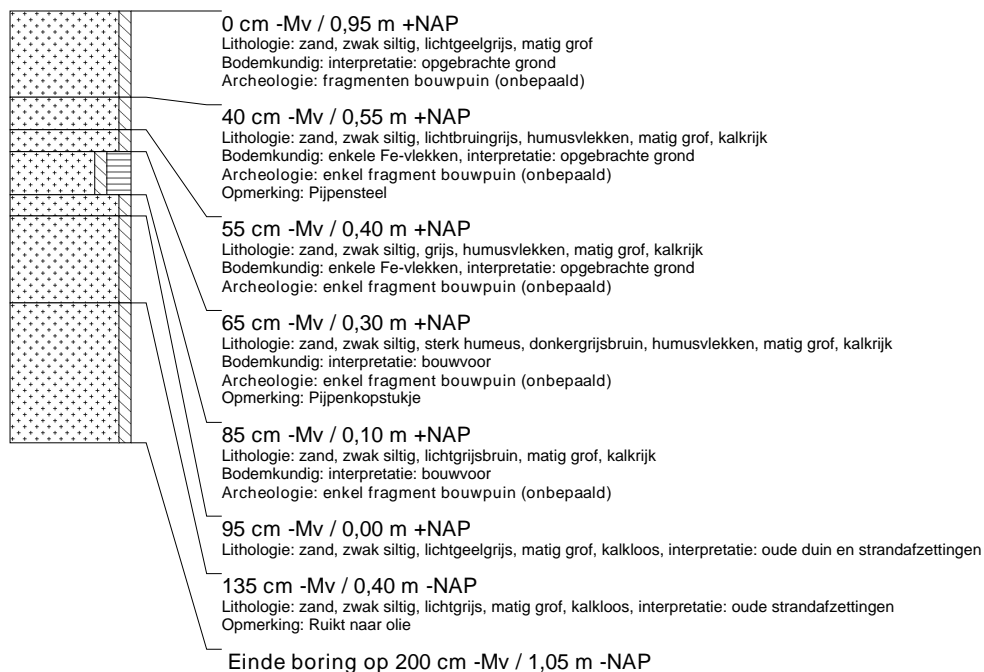 0 cm -Mv / 0,95 m +NAP
Lithologie: zand, zwak siltig, lichtgeelgrijs, matig grof
Bodemkundig: interpretatie: opgebrachte grond
Archeologie: fragmenten bouwpuin (onbepaald)
40 cm -Mv / 0,55 m +NAP
Lithologie: zand, zwak siltig, lichtbruingrijs, humusvlekken, matig grof, kalkrijk
Bodemkundig: enkele Fe-vlekken, interpretatie: opgebrachte grond
Archeologie: enkel fragment bouwpuin (onbepaald)
Opmerking: Pijpensteel
55 cm -Mv / 0,40 m +NAP
Lithologie: zand, zwak siltig, grijs, humusvlekken, matig grof, kalkrijk
Bodemkundig: enkele Fe-vlekken, interpretatie: opgebrachte grond
Archeologie: enkel fragment bouwpuin (onbepaald)
65 cm -Mv / 0,30 m +NAP
Lithologie: zand, zwak siltig, sterk humeus, donkergrijsbruin, humusvlekken, matig grof, kalkrijk
Bodemkundig: interpretatie: bouwvoor
Archeologie: enkel fragment bouwpuin (onbepaald)
Opmerking: Pijpenkopstukje
85 cm -Mv / 0,10 m +NAP
Lithologie: zand, zwak siltig, lichtgrijsbruin, matig grof, kalkrijk
Bodemkundig: interpretatie: bouwvoor
Archeologie: enkel fragment bouwpuin (onbepaald)
95 cm -Mv / 0,00 m +NAP
Lithologie: zand, zwak siltig, lichtgeelgrijs, matig grof, kalkloos, interpretatie: oude duin en strandafzettingen
135 cm -Mv / 0,40 m -NAP
Lithologie: zand, zwak siltig, lichtgrijs, matig grof, kalkloos, interpretatie: oude strandafzettingen
Opmerking: Ruikt naar olie
Einde boring op 200 cm -Mv / 1,05 m -NAP